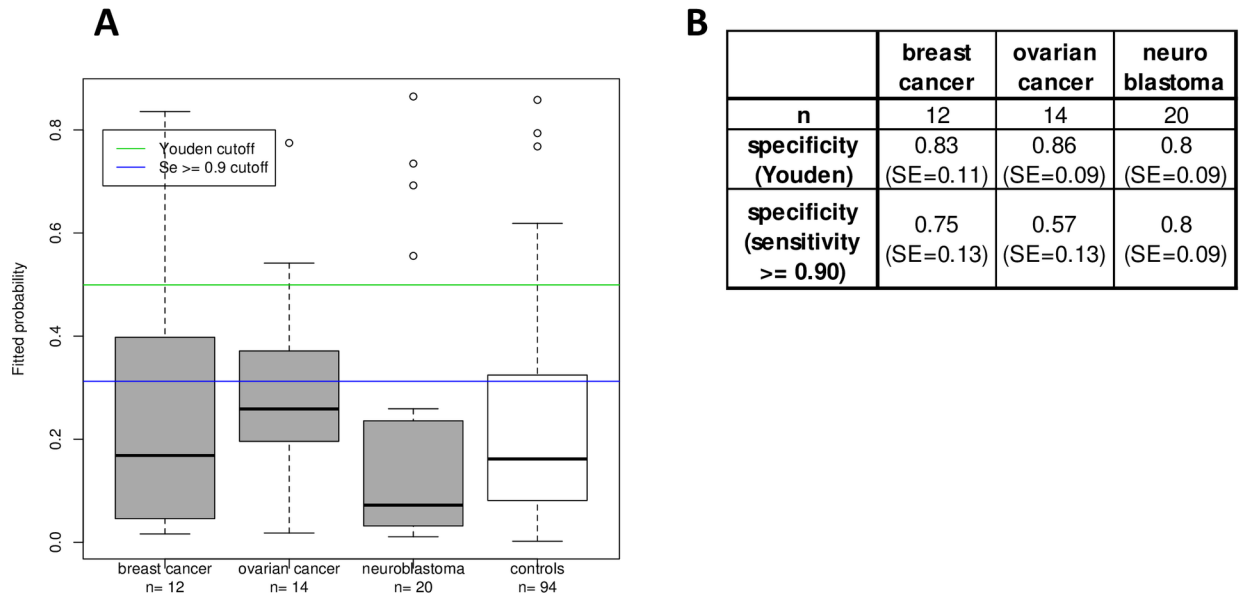 A
Fitted probability
0.8
0.6
0.4
0.2
0.0
Youden cutoff
Se >= 0.9 cutoff
breast cancer
n= 12
ovarian cancer
n= 14
neuroblastoma
n= 20
controls
n= 94
B
breast cancer
ovarian cancer
neuro blastoma
n 12 14 20
specificity (Youden)
0.83 (SE=0.11)
0.86 (SE=0.09)
0.8 (SE=0.09)
specificity (sensitivity >= 0.90)
0.75 (SE=0.13)
0.57 (SE=0.13)
0.8 (SE=0.09)